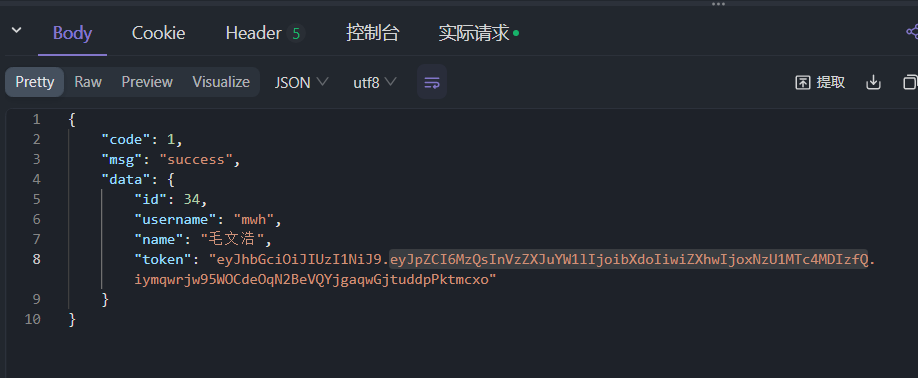 Body Cookie Header 5 控制台 实际请求
Pretty Raw Preview Visualize JSON utf8 提取
1 {
2 "code": 1,
3 "msg": "success",
4 "data": {
5 "id": 34,
6 "username": "mwh",
7 "name": "毛文浩",
8 "token": "eyJhbGciOiJIUzI1NiJ9.eyJpZCI6MzQsInVzZXJuYW1lIjoibXdoIiwiZXhwIjoxNzU1MTc4MDIzfQ.
iymqwrjw95WOCdeOqN2BeVQYjgaqwGjtuddpPktmcxo"
9 }
10 }